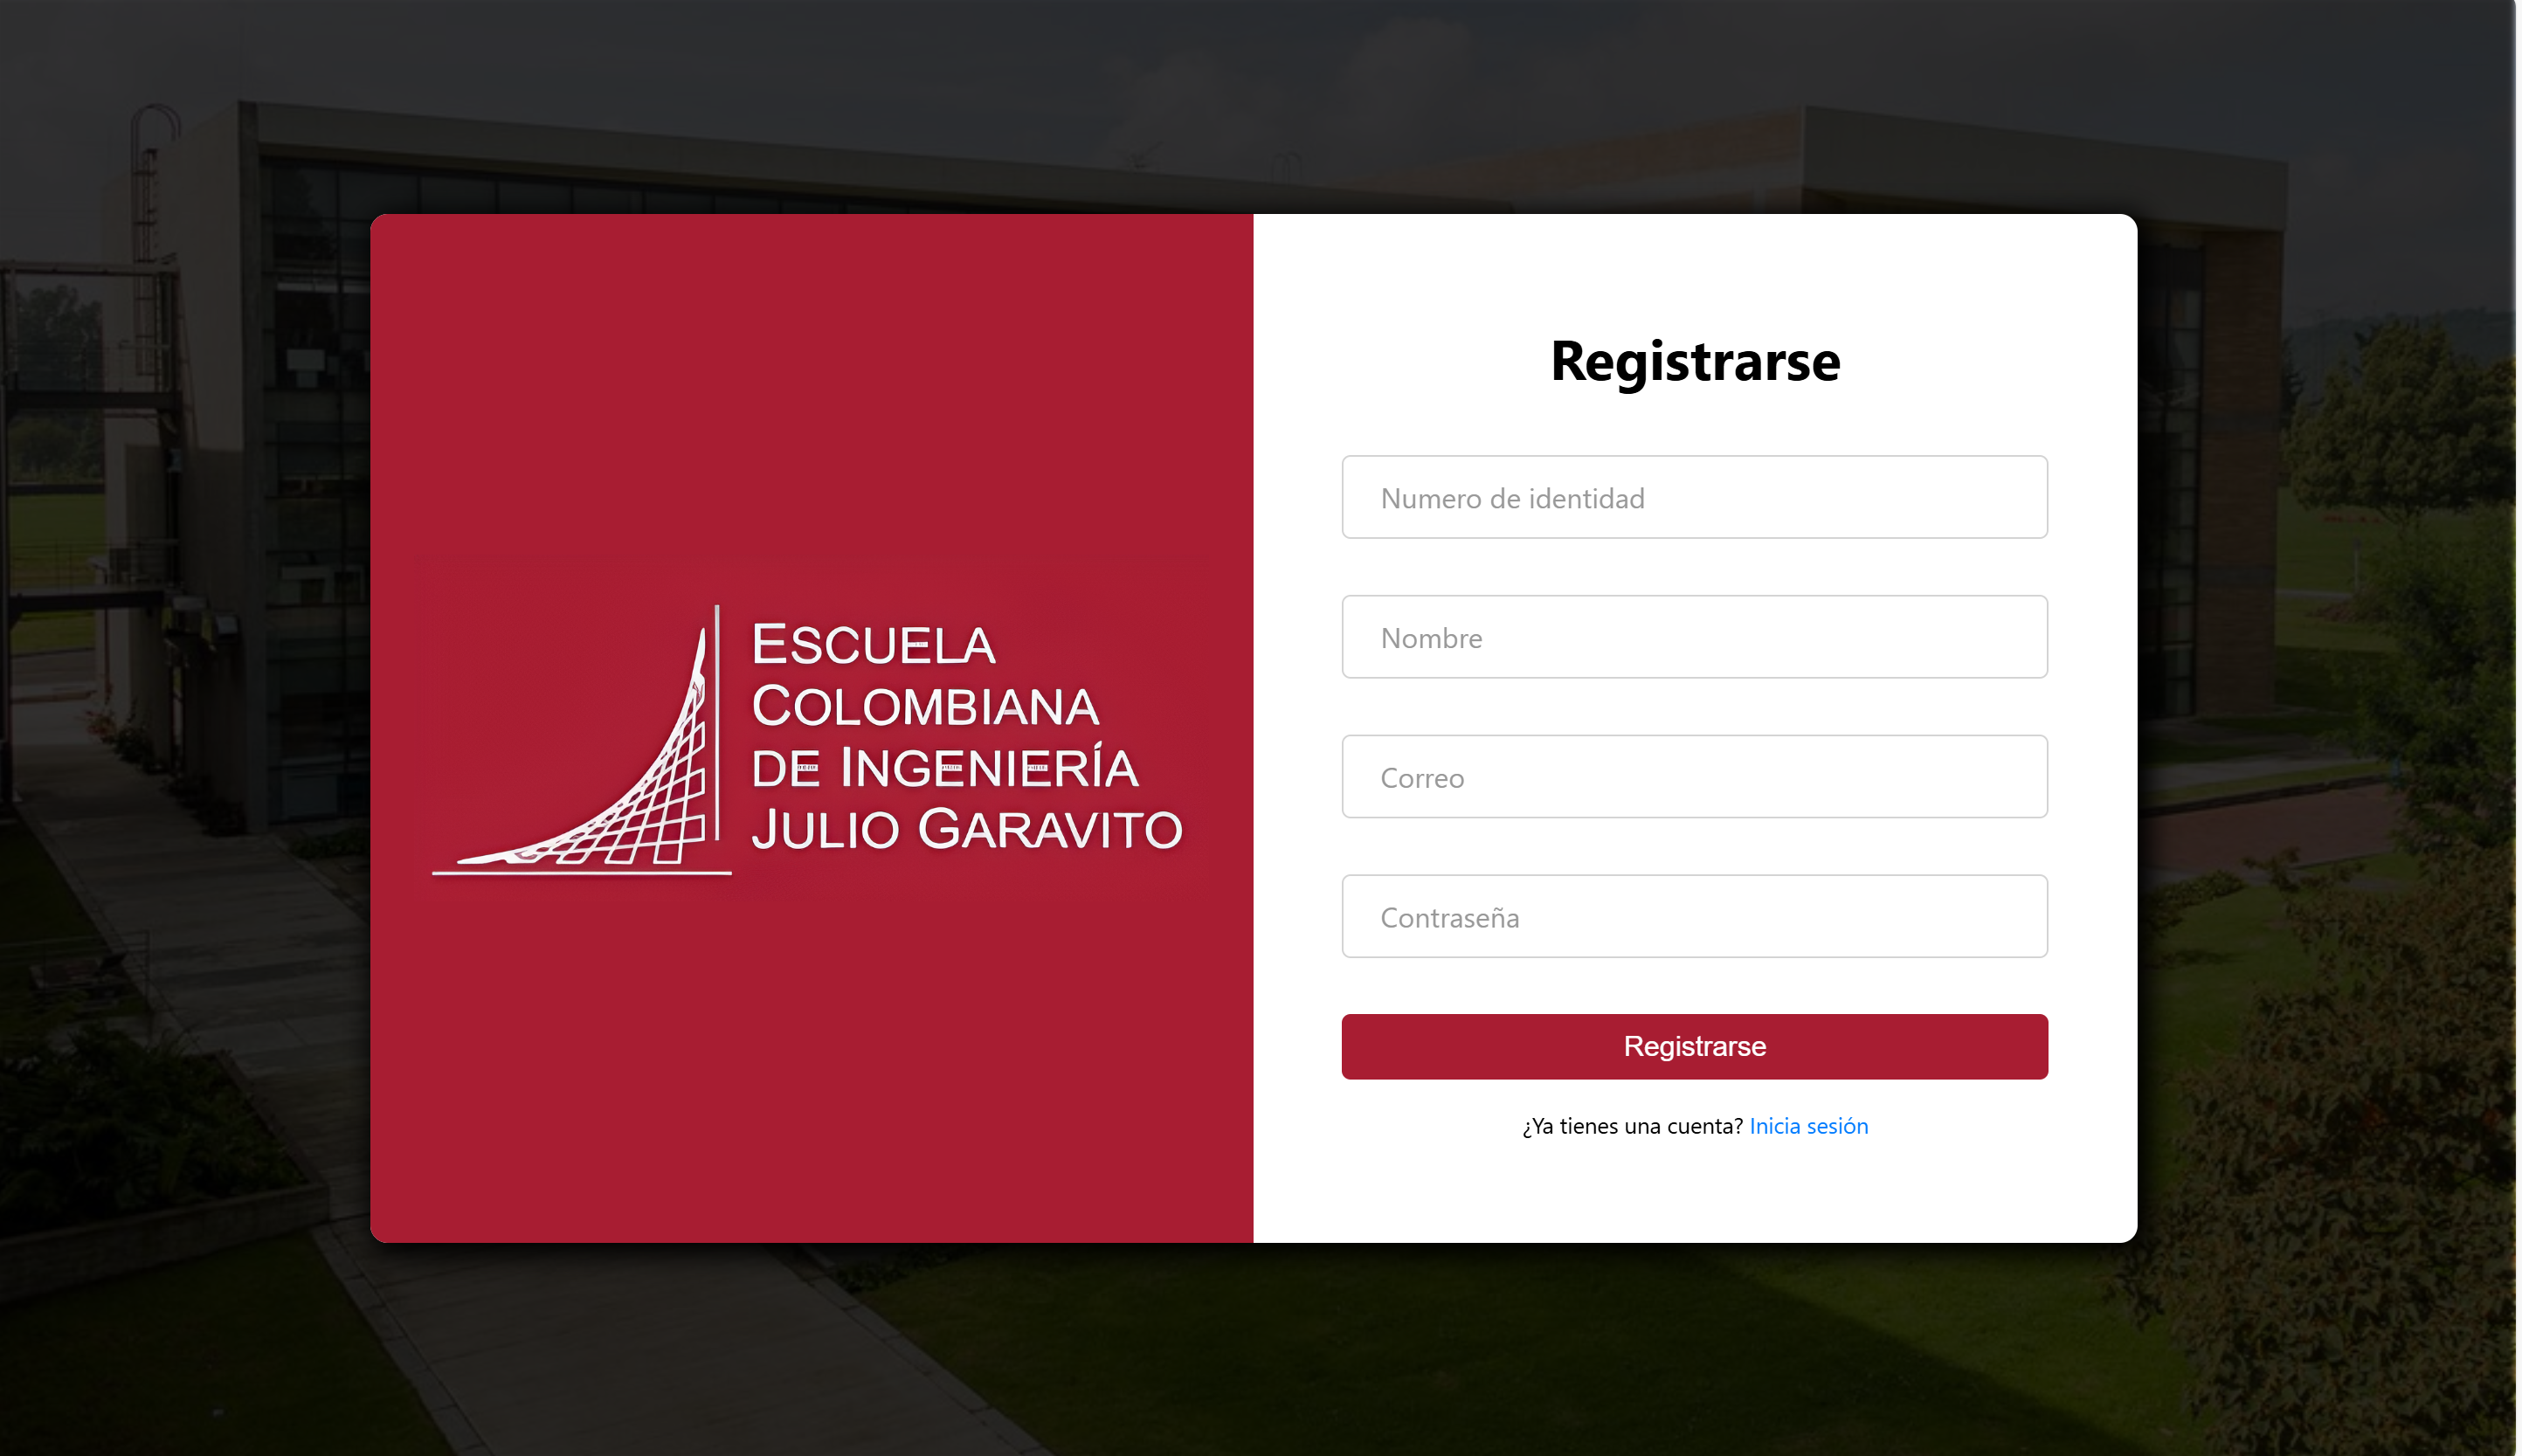 ESCUELA
COLOMBIANA
DE INGENIERÍA
JULIO GARAVITO
Registrarse
Numero de identidad
Nombre
Correo
Contraseña
Registrarse
¿Ya tienes una cuenta? Inicia sesión